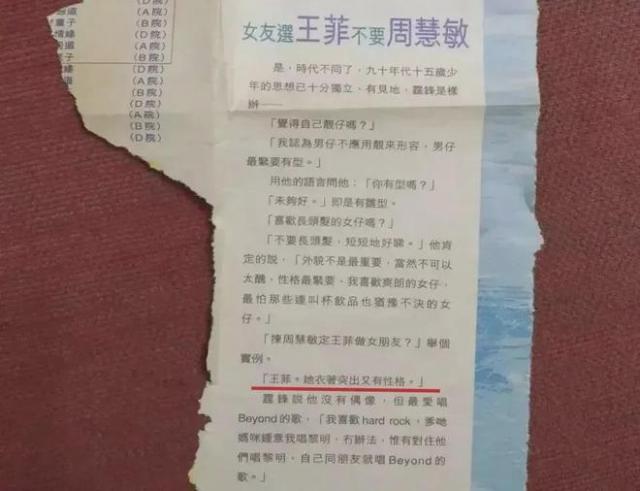 (A院)
童子 (B院)
情緣 (D院)
(A院)
緣 (D院)
(B院)
(D院)
(A院)
(B院)
(D院)
女友選王菲不要周慧敏
是，時代不同了，九十年代十五歲少
年的思想已十分獨立、有見地，霆鋒是樣
辦——
「覺得自己靚仔嗎？」
「我認為男仔不應用靚來形容，男仔
最緊要有型。」
用他的語言問他：「你有型嗎？」
「未夠好。」即是有雛型。
「喜歡長頭髮的女仔嗎？」
「不要長頭髮，短短地好睇。」他肯
定的說，「外貌不是最重要，當然不可以
太醜，性格最緊要、我喜歡爽朗的女仔，
最怕那些連叫杯飲品也猶豫不決的女
仔。」
「揀周慧敏定王菲做女朋友？」舉個
實例。
「王菲。她衣著突出又有性格。」
霆鋒說他沒有偶像，但最愛唱
Beyond的歌，「我喜歡hard rock，爹哋
媽咪鍾意我唱黎明，冇辦法，惟有對住他
們唱黎明，自己同朋友就唱Beyond的
歌。」